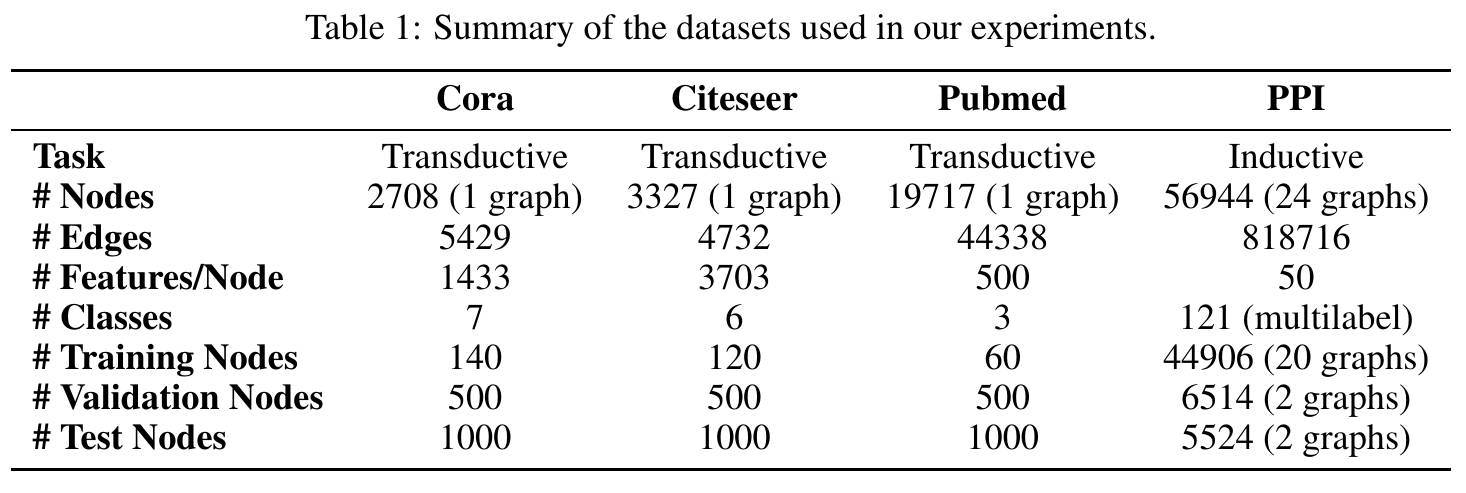 Table 1: Summary of the datasets used in our experiments.
Cora Citeseer Pubmed PPI
Task Transductive Transductive Transductive Inductive
# Nodes 2708 (1 graph) 3327 (1 graph) 19717 (1 graph) 56944 (24 graphs)
# Edges 5429 4732 44338 818716
# Features/Node 1433 3703 500 50
# Classes 7 6 3 121 (multilabel)
# Training Nodes 140 120 60 44906 (20 graphs)
# Validation Nodes 500 500 500 6514 (2 graphs)
# Test Nodes 1000 1000 1000 5524 (2 graphs)